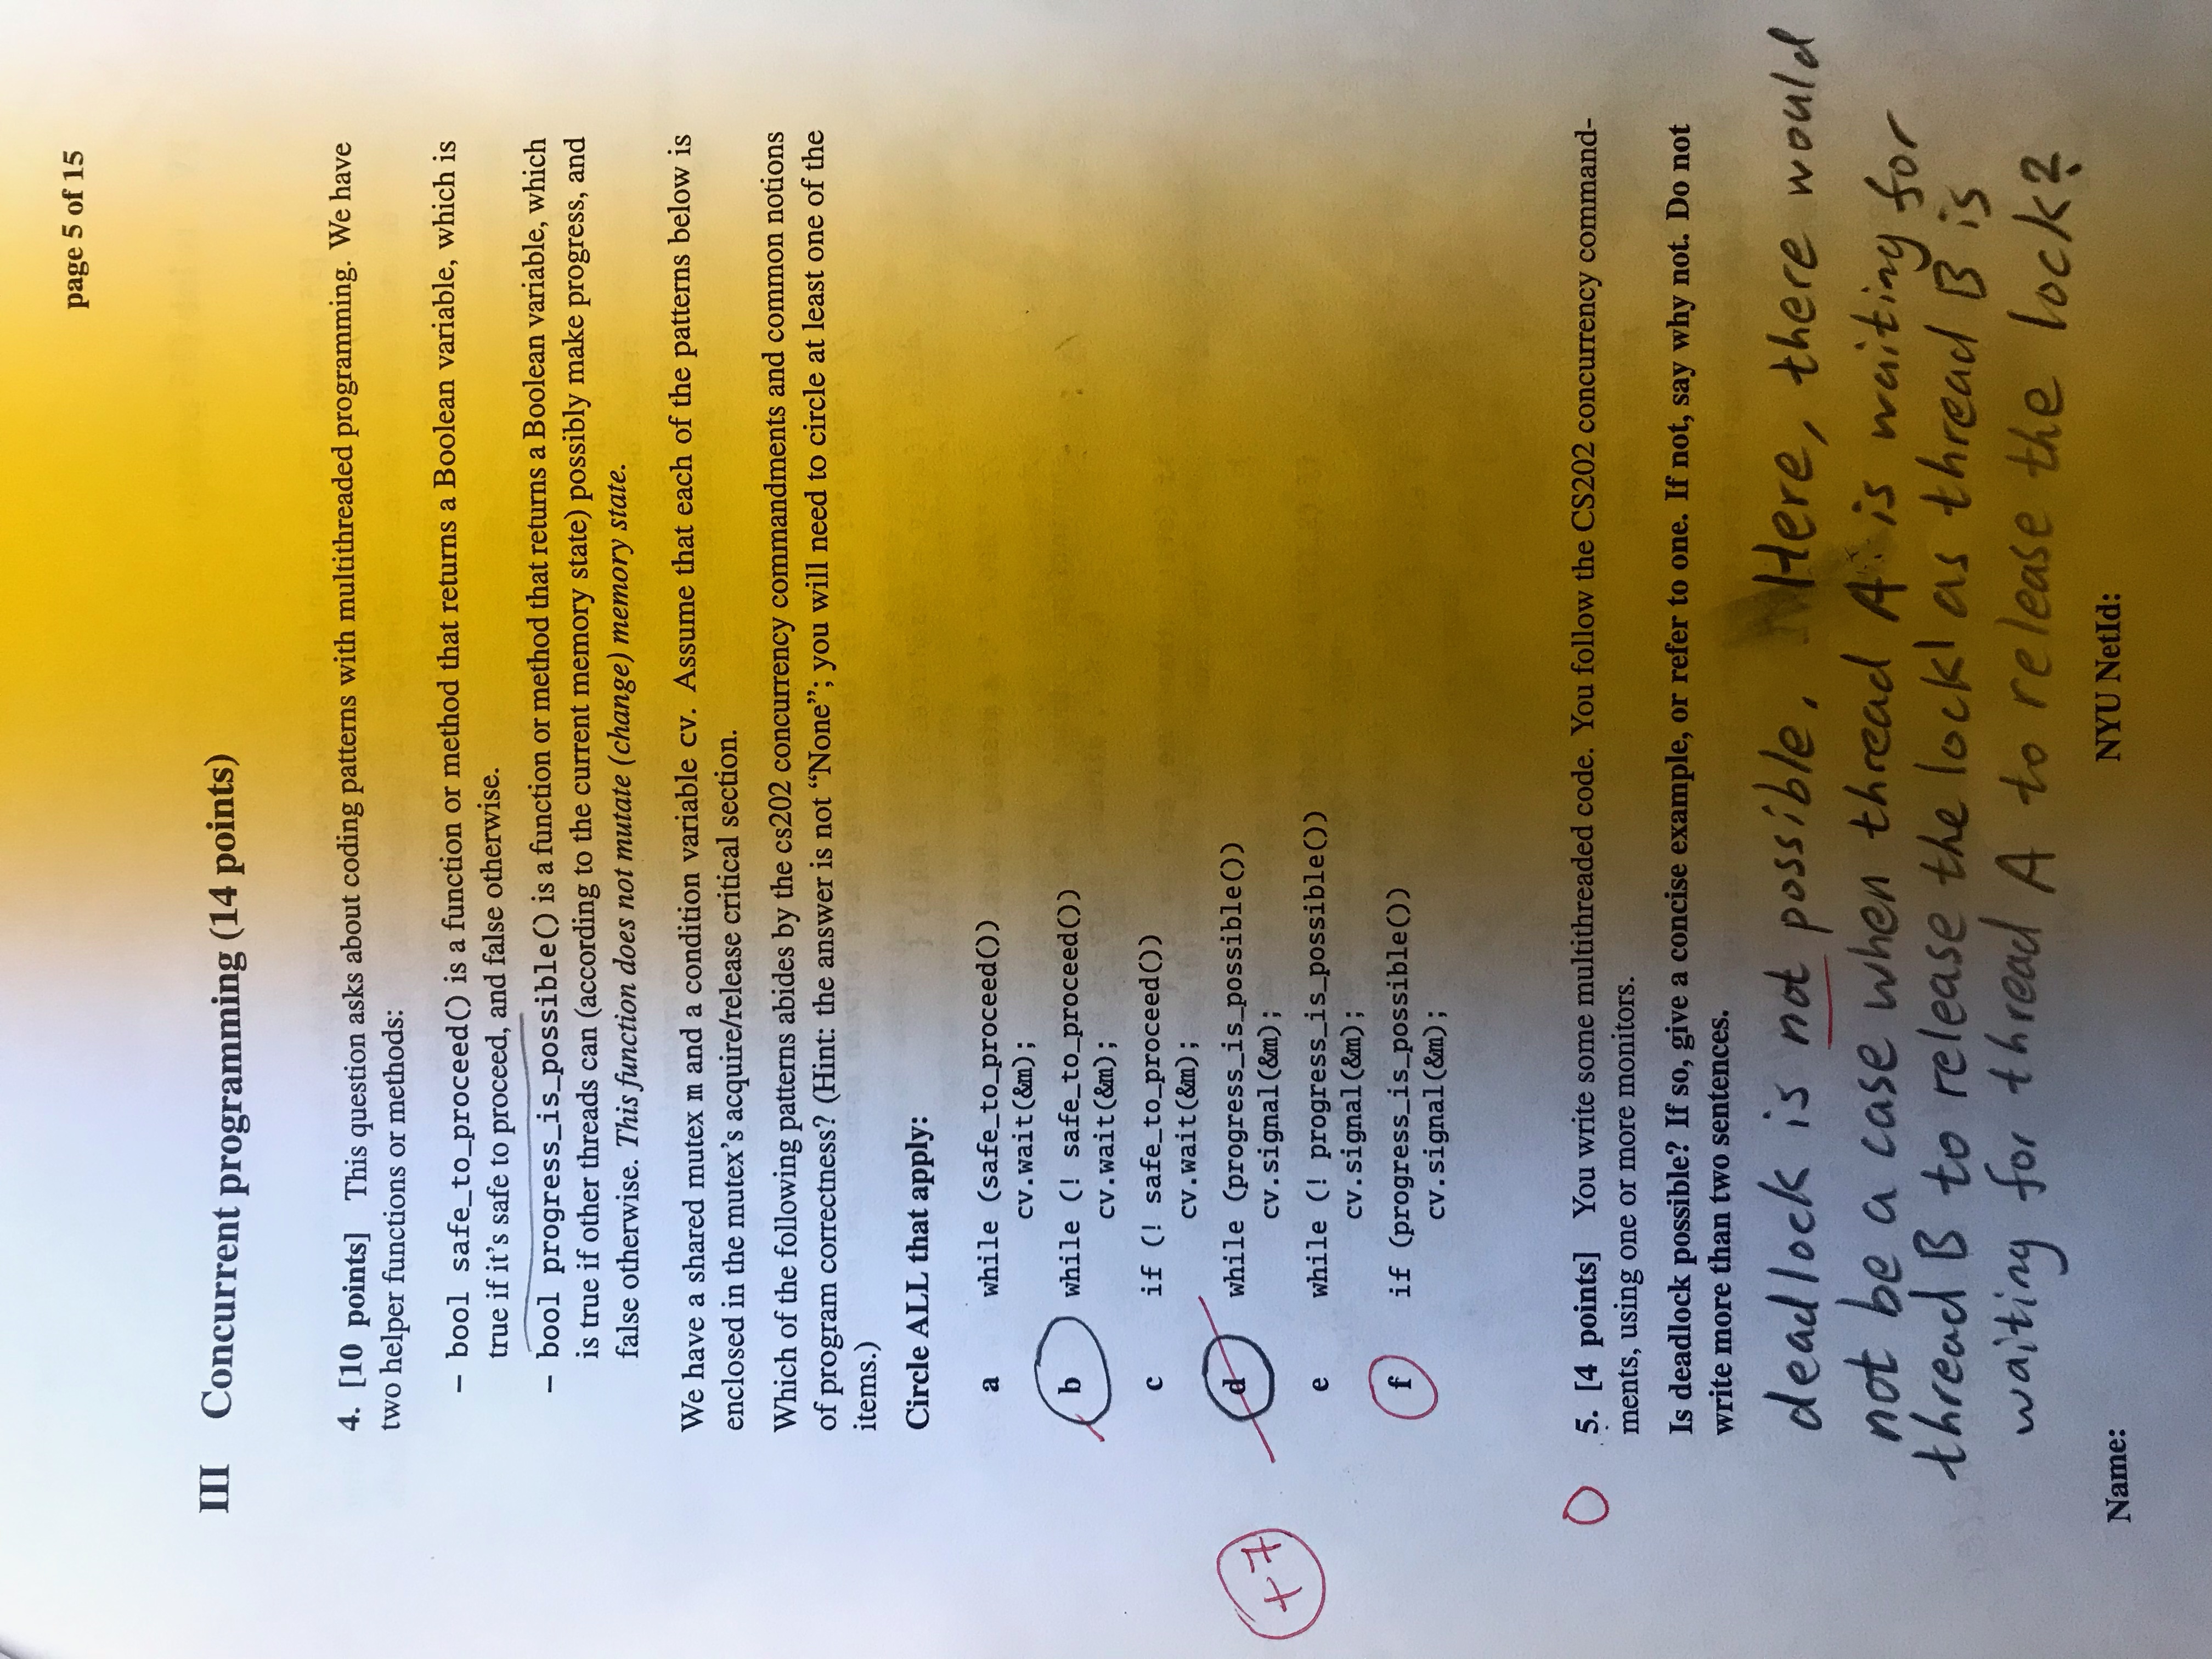 page 5 of 15
III Concurrent programming (14 points)
4. [10 points] This question asks about coding patterns with multithreaded programming. We have
two helper functions or methods:
– bool safe_to_proceed() is a function or method that returns a Boolean variable, which is
true if it's safe to proceed, and false otherwise.
– bool progress_is_possible() is a function or method that returns a Boolean variable, which
is true if other threads can (according to the current memory state) possibly make progress, and
false otherwise. This function does not mutate (change) memory state.
We have a shared mutex m and a condition variable cv. Assume that each of the patterns below is
enclosed in the mutex's acquire/release critical section.
Which of the following patterns abides by the cs202 concurrency commandments and common notions
of program correctness? (Hint: the answer is not “None”; you will need to circle at least one of the
items.)
Circle ALL that apply:
a while (safe_to_proceed())
cv.wait(&m);
b while (! safe_to_proceed())
cv.wait(&m);
c if (! safe_to_proceed())
cv.wait(&m);
d while (progress_is_possible())
+7
cv.signal(&m);
e while (! progress_is_possible())
cv.signal(&m);
f if (progress_is_possible())
cv.signal(&m);
0 5. [4 points] You write some multithreaded code. You follow the CS202 concurrency command-
ments, using one or more monitors.
Is deadlock possible? If so, give a concise example, or refer to one. If not, say why not. Do not
write more than two sentences.
deadlock is not possible. Here, there would
not be a case when thread A is waiting for
thread B to release the lock as thread B is
waiting for thread A to release the lock?
Name: NYU NetId: